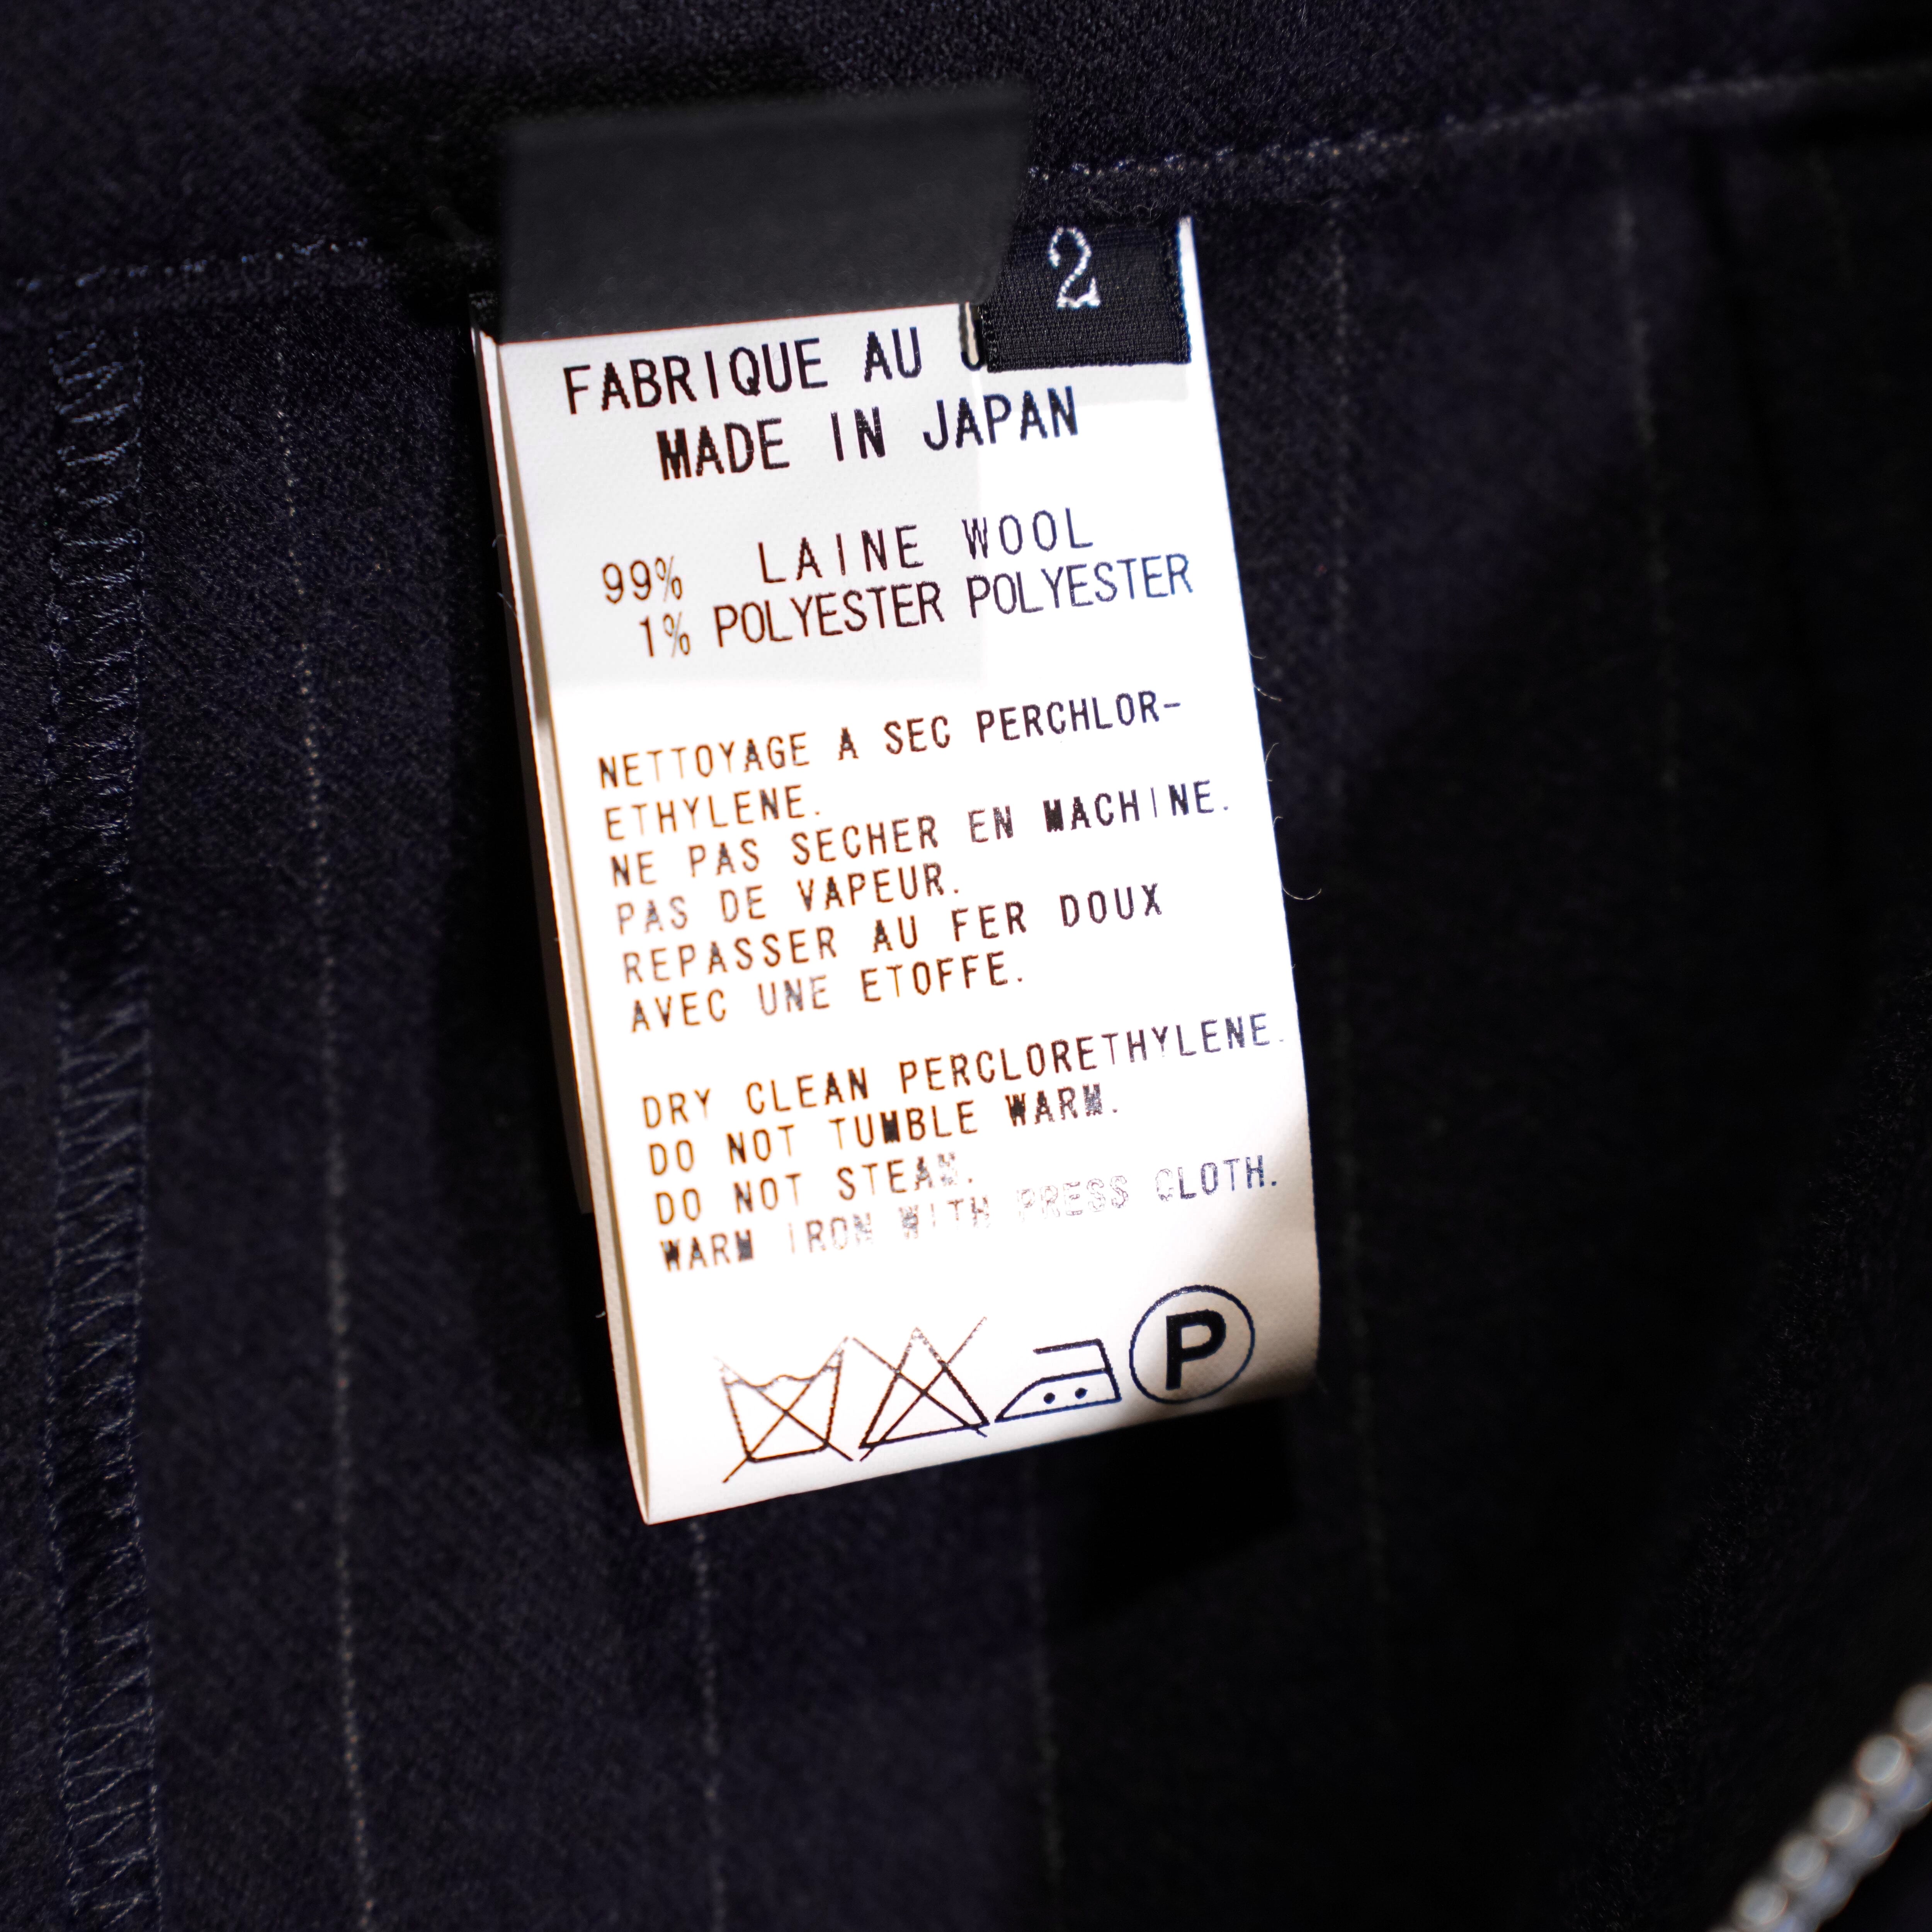 2
FABRIQUE AU
MADE IN JAPAN
99% LAINE WOOL
1% POLYESTER POLYESTER
NETTOYAGE A SEC PERCHLOR-
ETHYLENE.
NE PAS SECHER EN MACHINE.
PAS DE VAPEUR.
REPASSER AU FER DOUX
AVEC UNE ETOFFE.
DRY CLEAN PERCLORETHYLENE.
DO NOT TUMBLE WARM.
DO NOT STEAM.
WARM IRON WITH PRESS CLOTH.
P